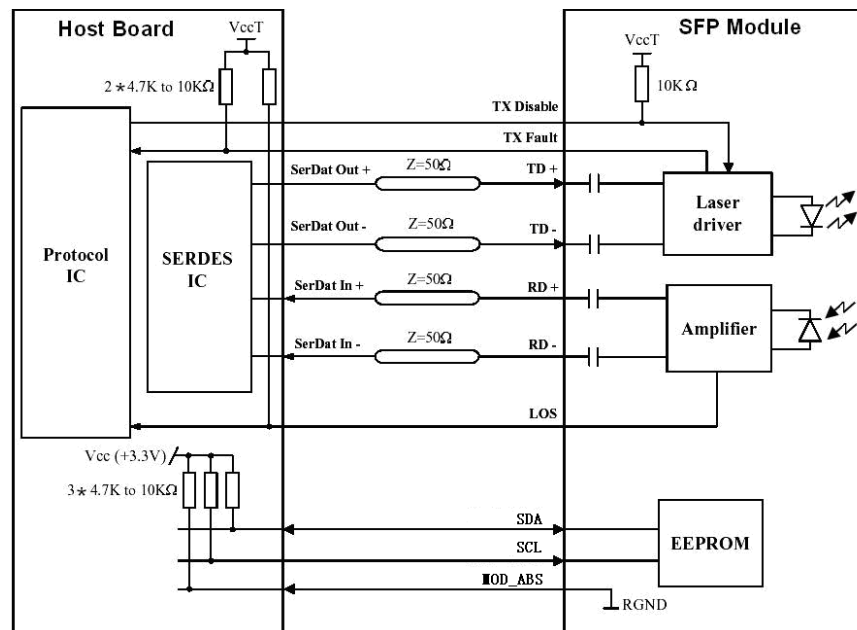 Host Board
SFP Module
VccT
VccT
2*4.7K to 10KΩ
10KΩ
TX Disable
TX Fault
SerDat Out +
Z=50Ω
TD +
Laser
driver
SerDat Out -
Z=50Ω
TD -
Protocol
IC
SERDES
IC
SerDat In +
Z=50Ω
RD +
Amplifier
SerDat In -
Z=50Ω
RD -
LOS
Vcc (+3.3V)
3*4.7K to 10KΩ
SDA
SCL
EEPROM
MOD_ABS
RGND